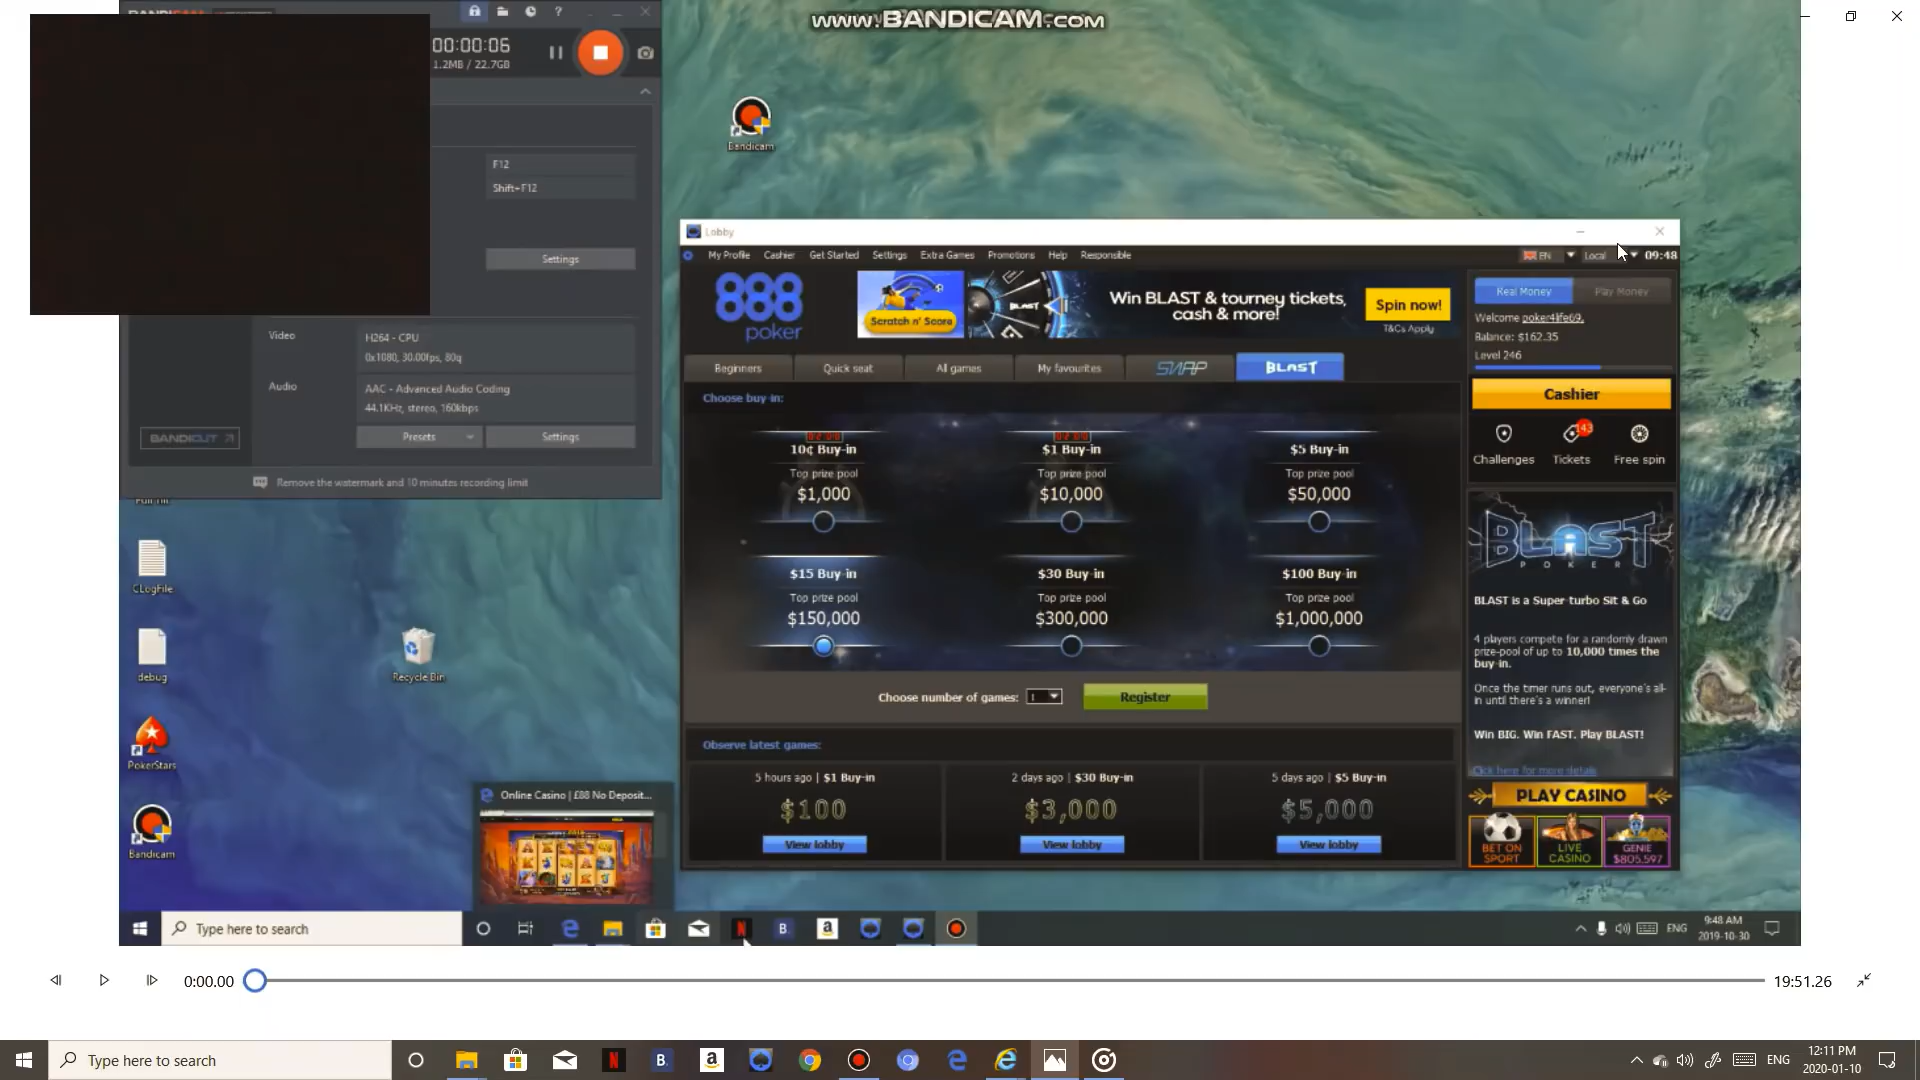 www.BANDICAM.com
00:00:06
1.2MB / 22.7GB
F12
Shift+F12
Settings
Video
H264 - CPU
0x1080, 30.00fps, 80q
Audio
AAC - Advanced Audio Coding
44.1KHz, stereo, 160kbps
Presets
Settings
BANDICUT
Remove the watermark and 10 minutes recording limit
Bandicam
CLogFile
debug
Recycle Bin
PokerStars
Bandicam
Lobby
My Profile Cashier Get Started Settings Extra Games Promotions Help Responsible
EN Local 09:48
888
poker
Scratch n' Score
BLAST
Win BLAST & tourney tickets,
cash & more!
Spin now!
T&Cs Apply
Real Money Play Money
Welcome poker4life69,
Balance: $162.35
Level 246
Cashier
43
Challenges Tickets Free spin
Beginners Quick seat All games My favourites SNAP BLAST
Choose buy-in:
10¢ Buy-in
Top prize pool
$1,000
$1 Buy-in
Top prize pool
$10,000
$5 Buy-in
Top prize pool
$50,000
$15 Buy-in
Top prize pool
$150,000
$30 Buy-in
Top prize pool
$300,000
$100 Buy-in
Top prize pool
$1,000,000
Choose number of games: 1 Register
Observe latest games:
5 hours ago | $1 Buy-in
$100
View lobby
2 days ago | $30 Buy-in
$3,000
View lobby
5 days ago | $5 Buy-in
$5,000
View lobby
BLAST
POKER
BLAST is a Super turbo Sit & Go
4 players compete for a randomly drawn
prize-pool of up to 10,000 times the
buy-in.
Once the timer runs out, everyone's all-
in until there's a winner!
Win BIG. Win FAST. Play BLAST!
Click here for more details
PLAY CASINO
BET ON
SPORT
LIVE
CASINO
GENIE
$805,597
Online Casino | £88 No Deposit...
Type here to search
N B. a
ENG
9:48 AM
2019-10-30
0:00.00
19:51.26
Type here to search
N B. a
ENG
12:11 PM
2020-01-10